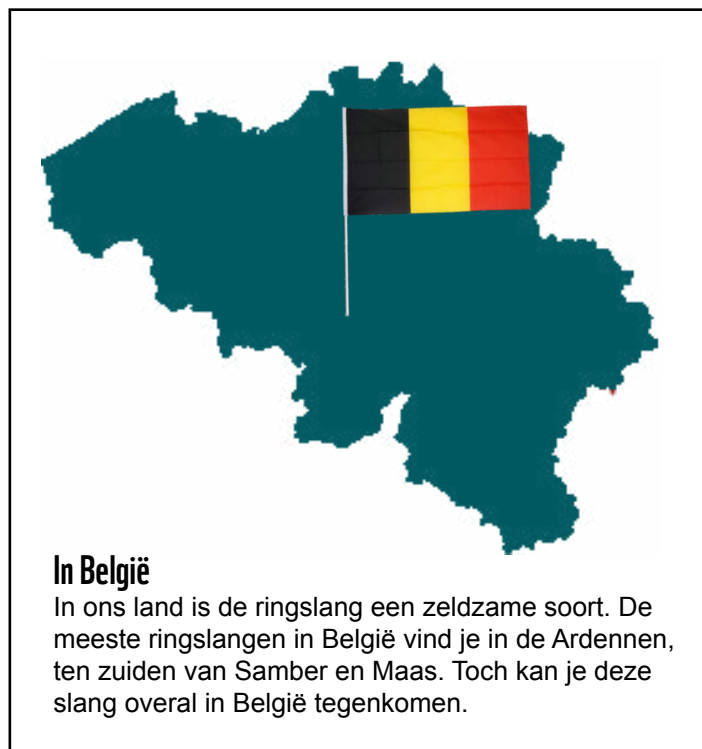 In België
In ons land is de ringslang een zeldzame soort. De
meeste ringslangen in België vind je in de Ardennen,
ten zuiden van Samber en Maas. Toch kan je deze
slang overal in België tegenkomen.